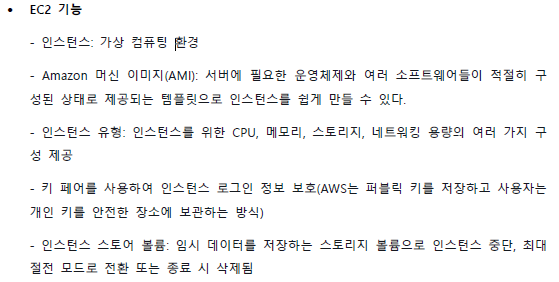 • EC2 기능
- 인스턴스: 가상 컴퓨팅 환경
- Amazon 머신 이미지(AMI): 서버에 필요한 운영체제와 여러 소프트웨어들이 적절히 구
성된 상태로 제공되는 템플릿으로 인스턴스를 쉽게 만들 수 있다.
- 인스턴스 유형: 인스턴스를 위한 CPU, 메모리, 스토리지, 네트워킹 용량의 여러 가지 구
성 제공
- 키 페어를 사용하여 인스턴스 로그인 정보 보호(AWS는 퍼블릭 키를 저장하고 사용자는
개인 키를 안전한 장소에 보관하는 방식)
- 인스턴스 스토어 볼륨: 임시 데이터를 저장하는 스토리지 볼륨으로 인스턴스 중단, 최대
절전 모드로 전환 또는 종료 시 삭제됨